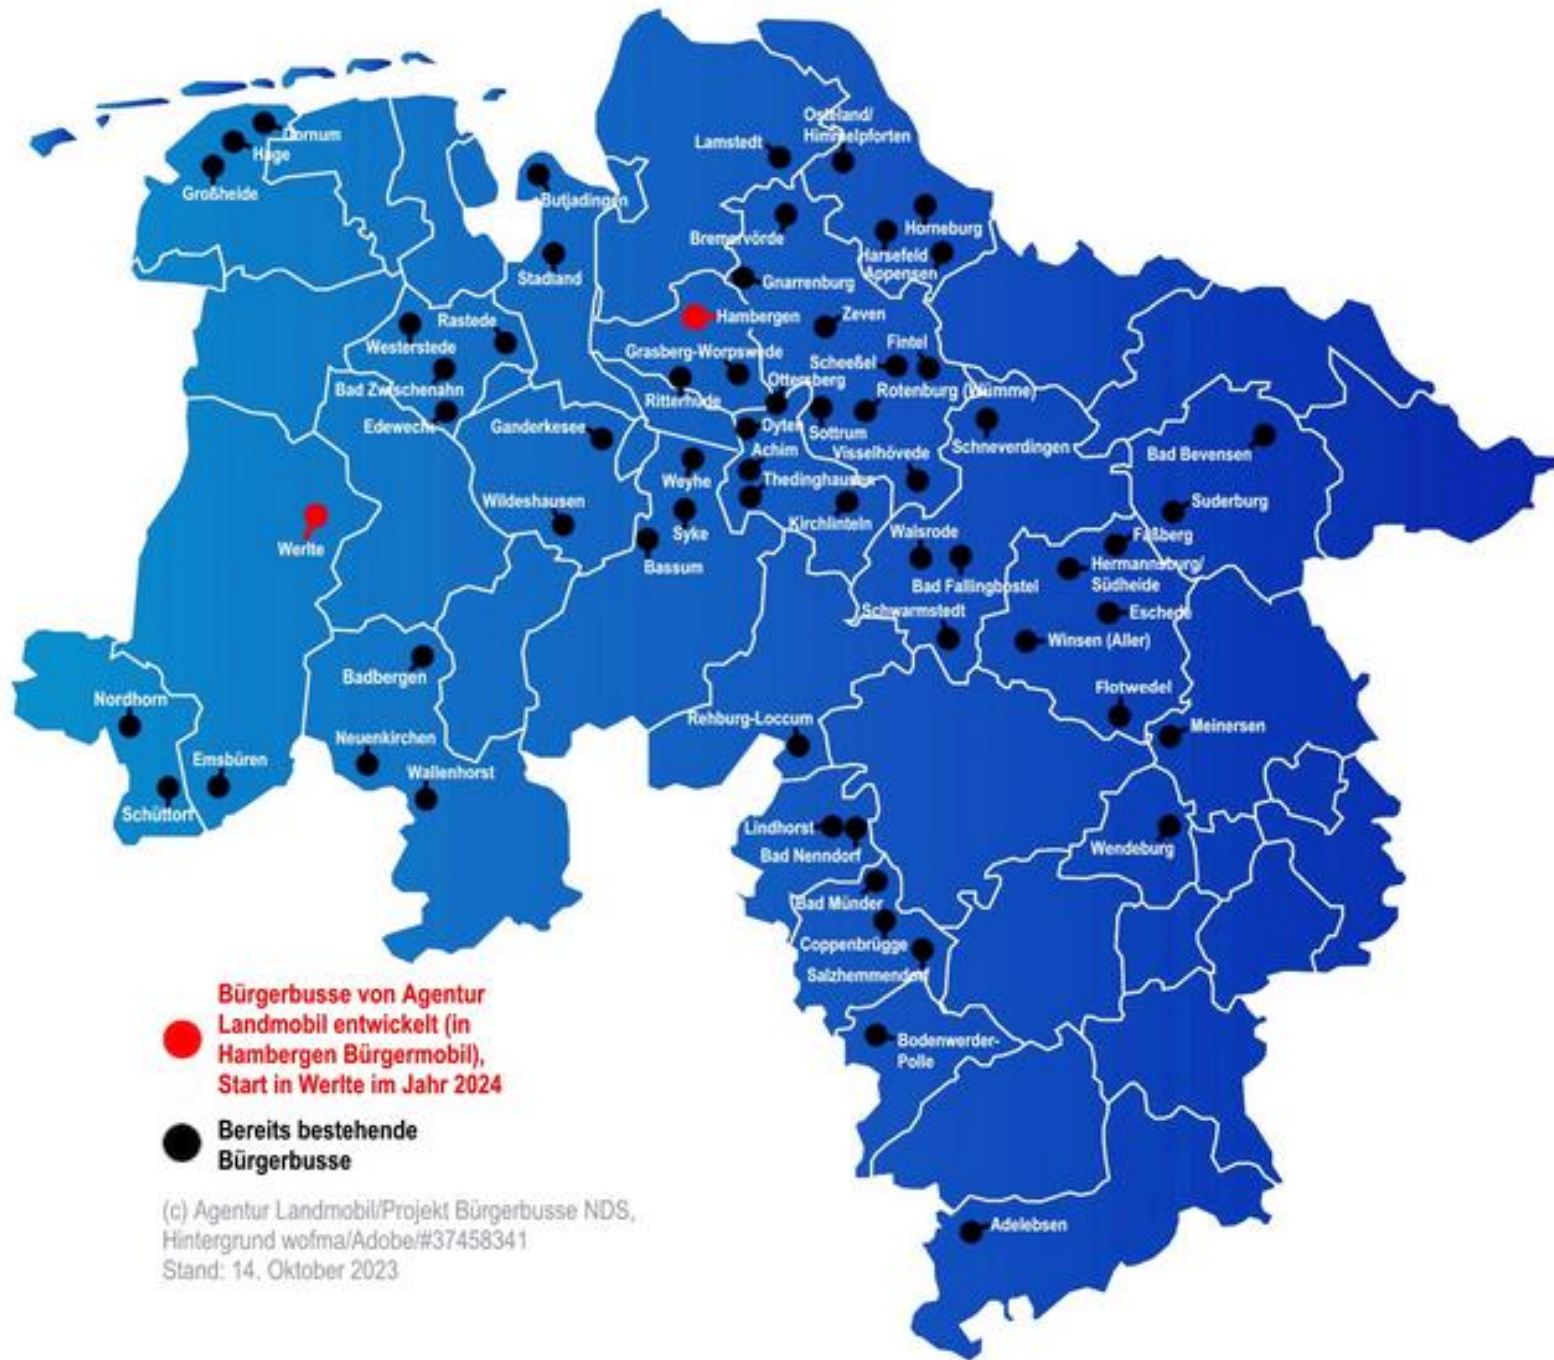 Osteland/
Himmelpforten
Lamstedt
Dornum
Hage
Großheide
Butjadingen
Bremervörde
Horneburg
Harsefeld
Appensen
Stadland
Gnarrenburg
Hambergen
Zeven
Rastede
Westerstede
Fintel
Grasberg-Worpswede
Scheeßel
Ottersberg
Bad Zwischenahn
Rotenburg (Wümme)
Ritterhude
Edewecht
Ganderkesee
Oyten
Sottrum
Achim
Visselhövede
Schneverdingen
Bad Bevensen
Weyhe
Thedinghausen
Wildeshausen
Suderburg
Kirchlinteln
Walsrode
Syke
Faßberg
Werlte
Bassum
Hermannsburg/
Südheide
Bad Fallingbostel
Schwarmstedt
Eschede
Winsen (Aller)
Badbergen
Flotwedel
Nordhorn
Rehburg-Loccum
Meinersen
Neuenkirchen
Emsbüren
Wallenhorst
Schüttorf
Lindhorst
Wendeburg
Bad Nenndorf
Bad Münder
Coppenbrügge
Salzhemmendorf
Bodenwerder-
Polle
Adelebsen
Bürgerbusse von Agentur
Landmobil entwickelt (in
Hambergen Bürgermobil),
Start in Werlte im Jahr 2024
Bereits bestehende
Bürgerbusse
(c) Agentur Landmobil/Projekt Bürgerbusse NDS,
Hintergrund wofma/Adobe/#37458341
Stand: 14. Oktober 2023